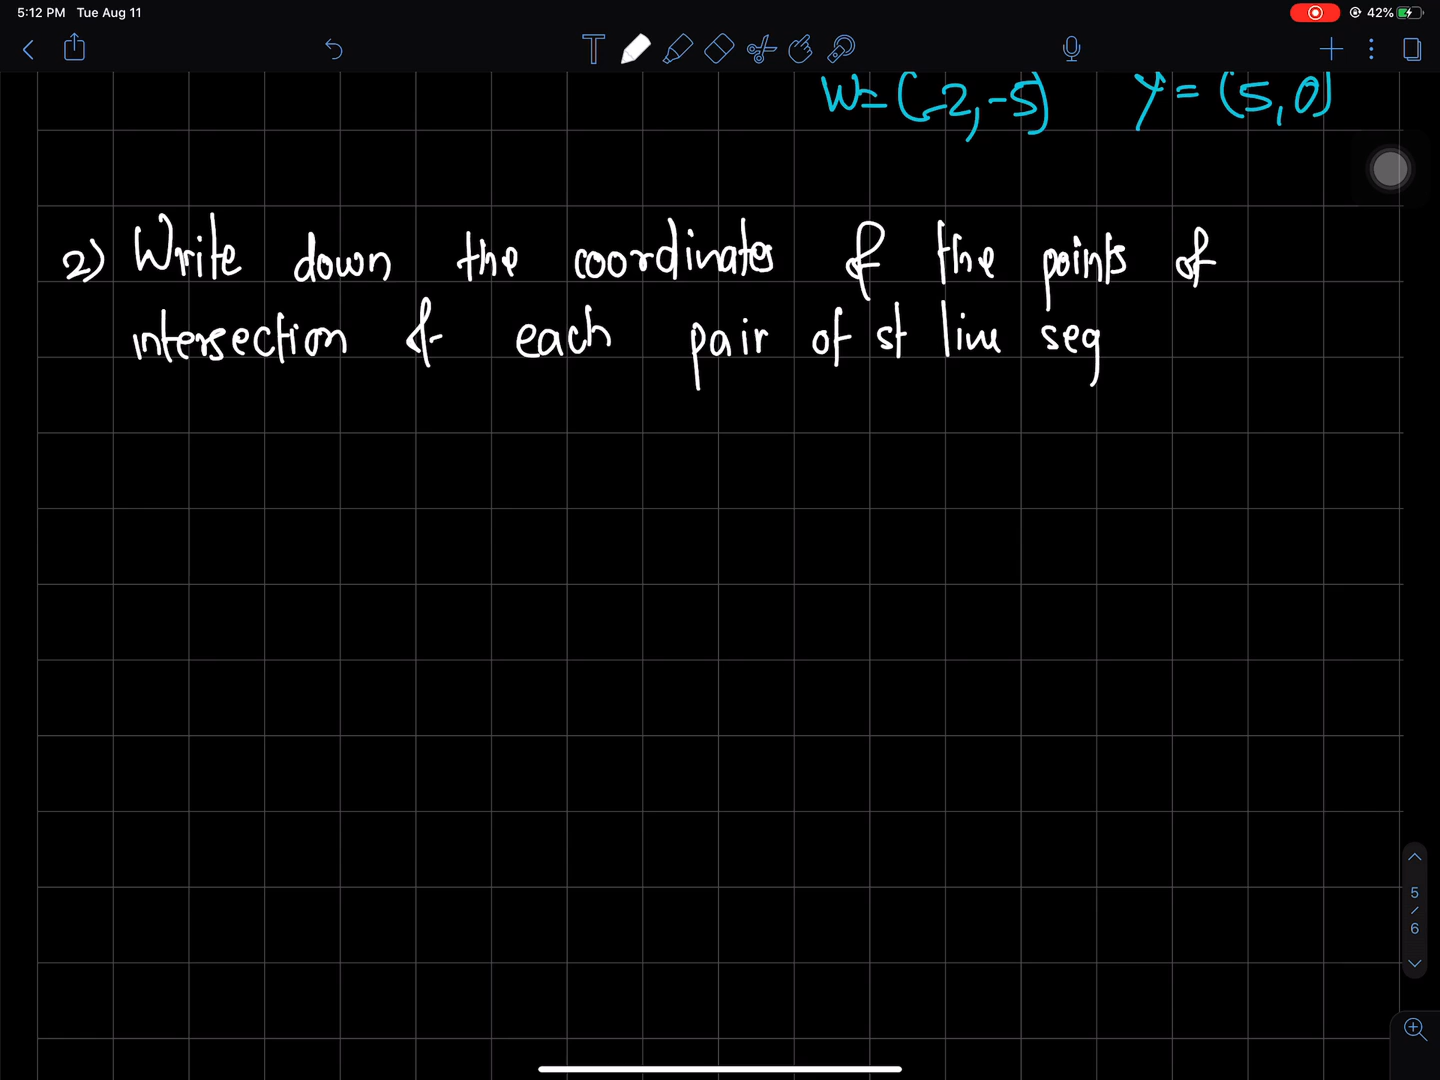 5:12 PM Tue Aug 11
42%
W= (-2,-5) Y = (5,0)
2) Write down the coordinates of the points of
intersection of each pair of st line seg
5
/
6